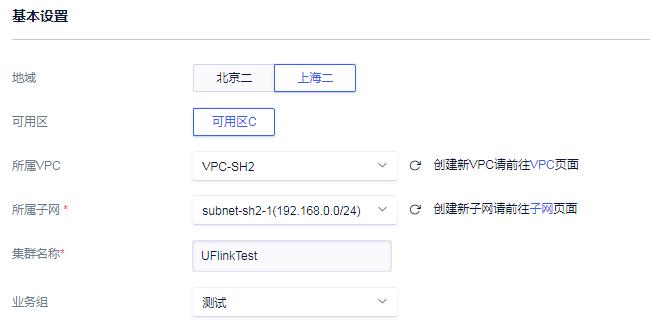 基本设置
地域 北京二 上海二
可用区 可用区C
所属VPC VPC-SH2 创建新VPC请前往VPC页面
所属子网 * subnet-sh2-1(192.168.0.0/24) 创建新子网请前往子网页面
集群名称* UFlinkTest
业务组 测试